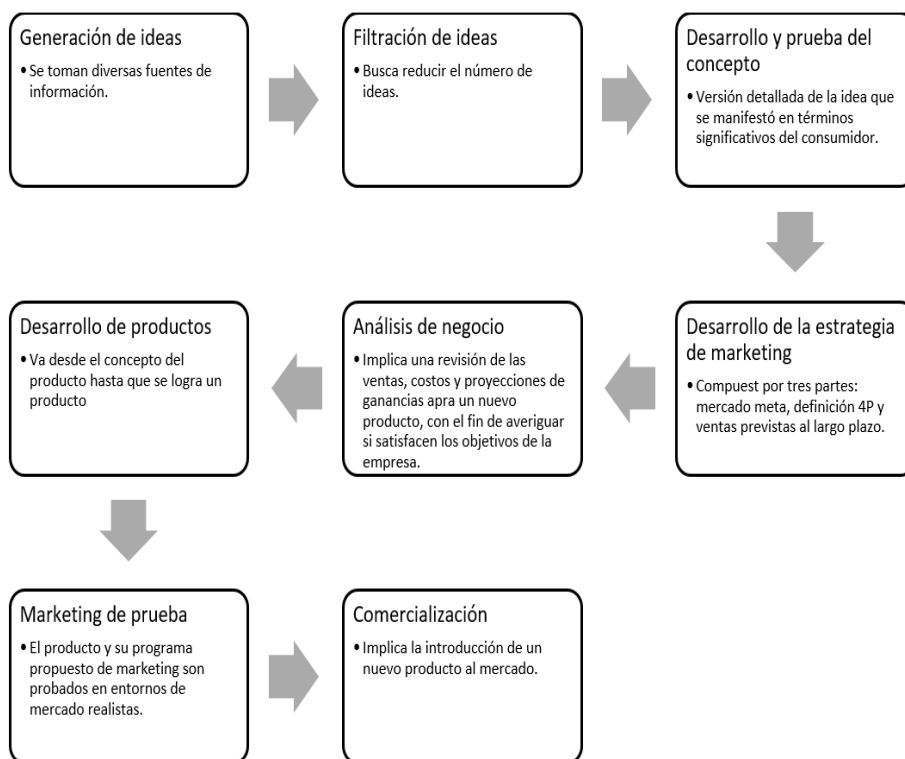 Generación de ideas
• Se toman diversas fuentes de
información.
Filtración de ideas
• Busca reducir el número de
ideas.
Desarrollo y prueba del
concepto
• Versión detallada de la idea que
se manifestó en términos
significativos del consumidor.
Desarrollo de la estrategia
de marketing
• Compuest por tres partes:
mercado meta, definición 4P y
ventas previstas al largo plazo.
Análisis de negocio
• Implica una revisión de las
ventas, costos y proyecciones de
ganancias apra un nuevo
producto, con el fin de averiguar
si satisfacen los objetivos de la
empresa.
Desarrollo de productos
• Va desde el concepto del
producto hasta que se logra un
producto
Marketing de prueba
• El producto y su programa
propuesto de marketing son
probados en entornos de
mercado realistas.
Comercialización
• Implica la introducción de un
nuevo producto al mercado.